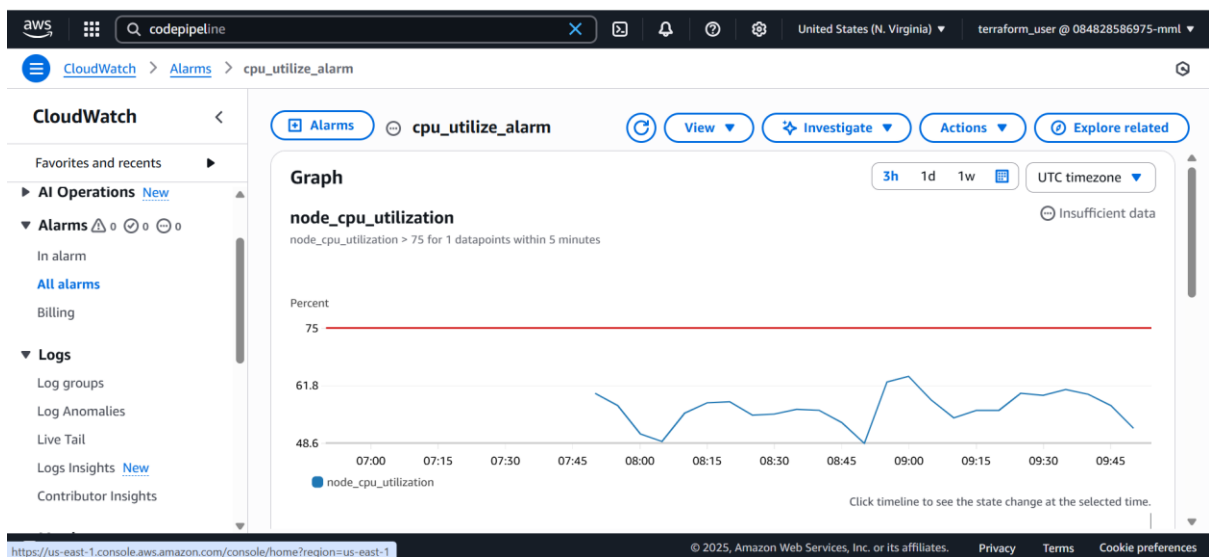 aws codepipeline United States (N. Virginia) ▼ terraform_user @ 084828586975-mml ▼
CloudWatch > Alarms > cpu_utilize_alarm
CloudWatch
Favorites and recents
AI Operations New
Alarms 0 0 0
In alarm
All alarms
Billing
Logs
Log groups
Log Anomalies
Live Tail
Logs Insights New
Contributor Insights
Alarms cpu_utilize_alarm View ▼ Investigate ▼ Actions ▼ Explore related
Graph 3h 1d 1w UTC timezone ▼
node_cpu_utilization Insufficient data
node_cpu_utilization > 75 for 1 datapoints within 5 minutes
Percent
75
61.8
48.6
07:00 07:15 07:30 07:45 08:00 08:15 08:30 08:45 09:00 09:15 09:30 09:45
node_cpu_utilization
Click timeline to see the state change at the selected time.
https://us-east-1.console.aws.amazon.com/console/home?region=us-east-1 © 2025, Amazon Web Services, Inc. or its affiliates. Privacy Terms Cookie preferences